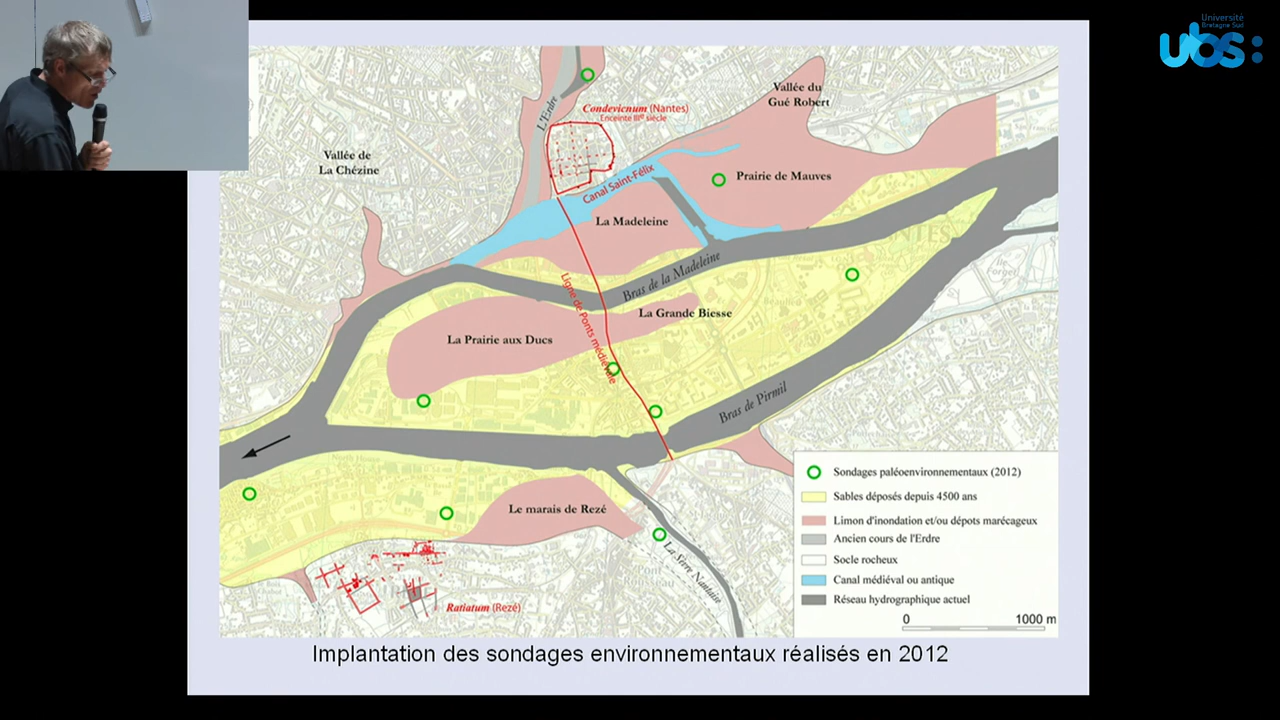 Université
Bretagne Sud
ubs:
L'Erdre
Condevicnum (Nantes)
Enceinte IIIe siècle
Vallée du
Gué Robert
Vallée de
La Chézine
Canal Saint-Félix
Prairie de Mauves
La Madeleine
Bras de la Madeleine
Ligne de Ponts médiévale
La Grande Biesse
La Prairie aux Ducs
Bras de Pirmil
Le marais de Rezé
La Sèvre Nantaise
Ratiatum (Rezé)
Sondages paléoenvironnementaux (2012)
Sables déposés depuis 4500 ans
Limon d'inondation et/ou dépots marécageux
Ancien cours de l'Erdre
Socle rocheux
Canal médiéval ou antique
Réseau hydrographique actuel
0 1000 m
Implantation des sondages environnementaux réalisés en 2012